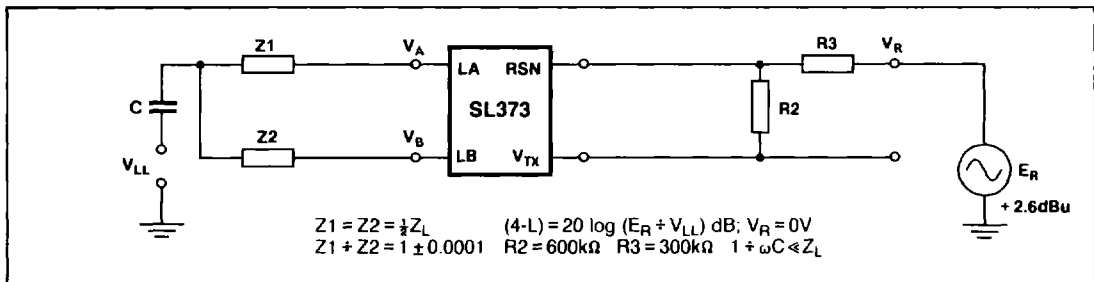 Z1 V_A R3 V_R
LA RSN
C SL373 R2
Z2 V_B
V_LL LB V_TX E_R
+ 2.6dBu
Z1 = Z2 = ½Z_L (4-L) = 20 log (E_R ÷ V_LL) dB; V_R = 0V
Z1 ÷ Z2 = 1 ± 0.0001 R2 = 600kΩ R3 = 300kΩ 1 ÷ ωC ≪ Z_L